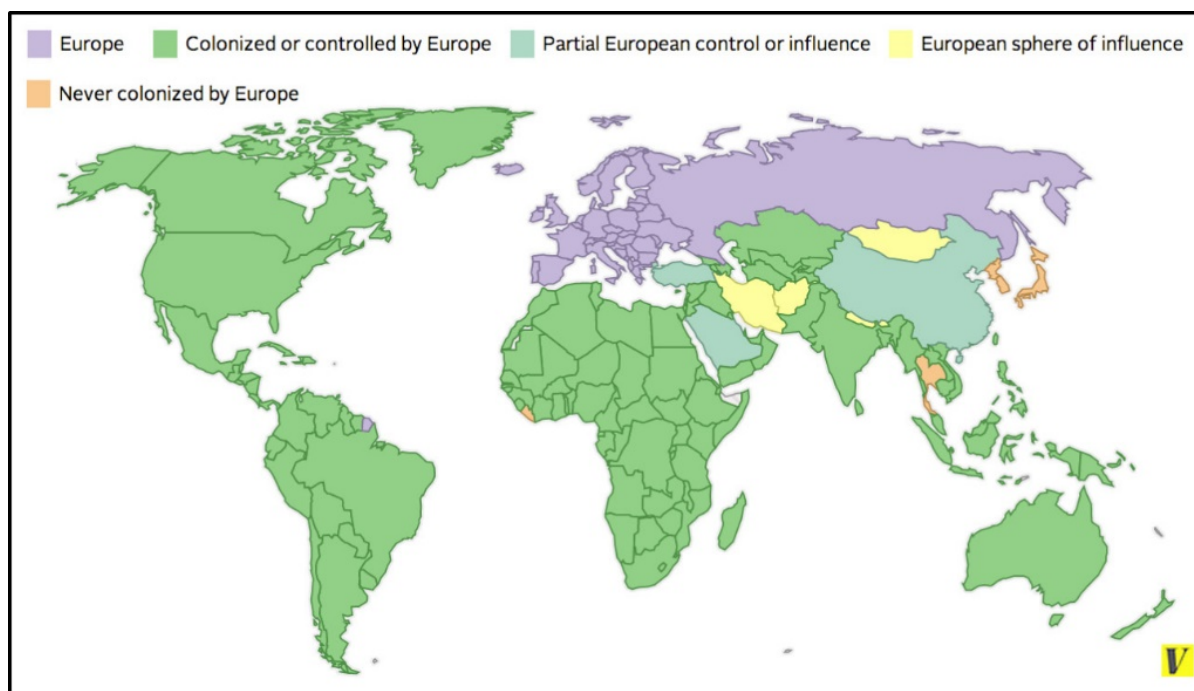 Europe Colonized or controlled by Europe Partial European control or influence European sphere of influence
Never colonized by Europe
V